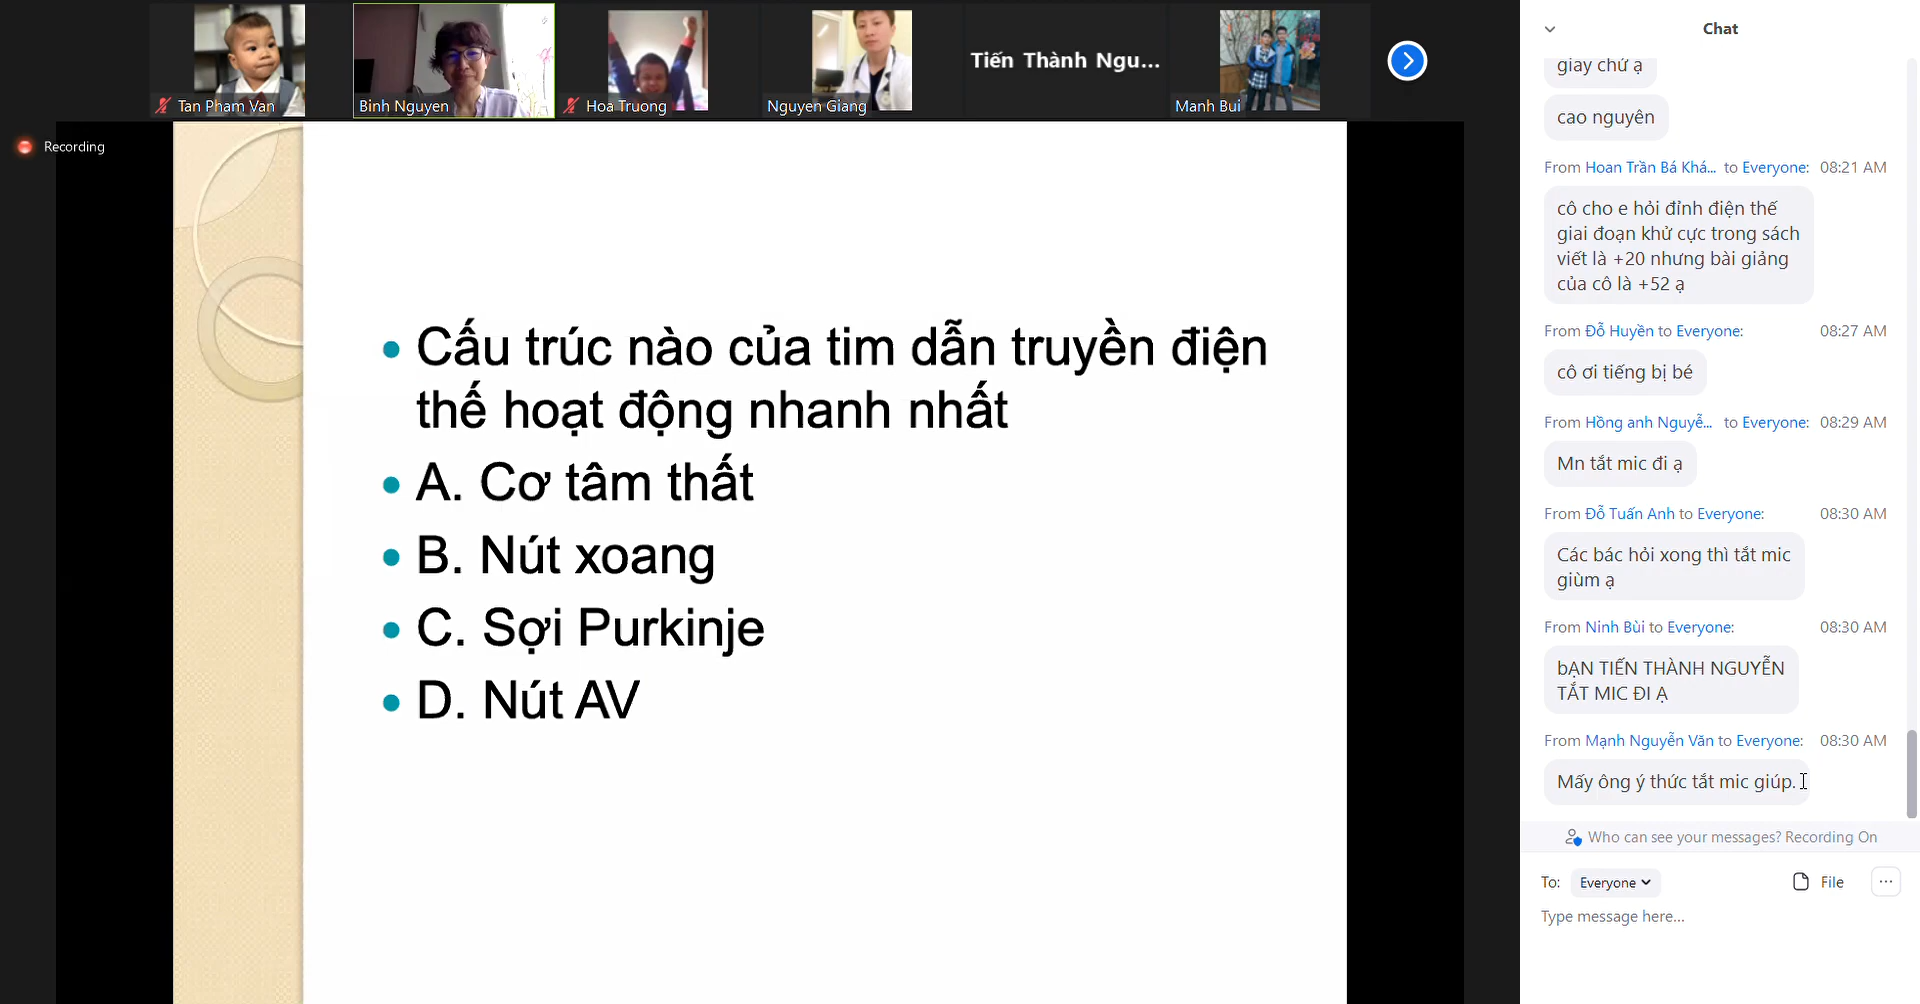 Tan Pham Van
Binh Nguyen
Hoa Truong
Nguyen Giang
Tiến Thành Ngu...
Manh Bui
Recording
Cấu trúc nào của tim dẫn truyền điện
thế hoạt động nhanh nhất
A. Cơ tâm thất
B. Nút xoang
C. Sợi Purkinje
D. Nút AV
Chat
giay chứ ạ
cao nguyên
From Hoan Trần Bá Khá... to Everyone: 08:21 AM
cô cho e hỏi đỉnh điện thế
giai đoạn khử cực trong sách
viết là +20 nhưng bài giảng
của cô là +52 ạ
From Đỗ Huyền to Everyone: 08:27 AM
cô ơi tiếng bị bé
From Hồng anh Nguyễ... to Everyone: 08:29 AM
Mn tắt mic đi ạ
From Đỗ Tuấn Anh to Everyone: 08:30 AM
Các bác hỏi xong thì tắt mic
giùm ạ
From Ninh Bùi to Everyone: 08:30 AM
bẠN TIẾN THÀNH NGUYỄN
TẮT MIC ĐI Ạ
From Mạnh Nguyễn Văn to Everyone: 08:30 AM
Mấy ông ý thức tắt mic giúp.
Who can see your messages? Recording On
To: Everyone File
Type message here...